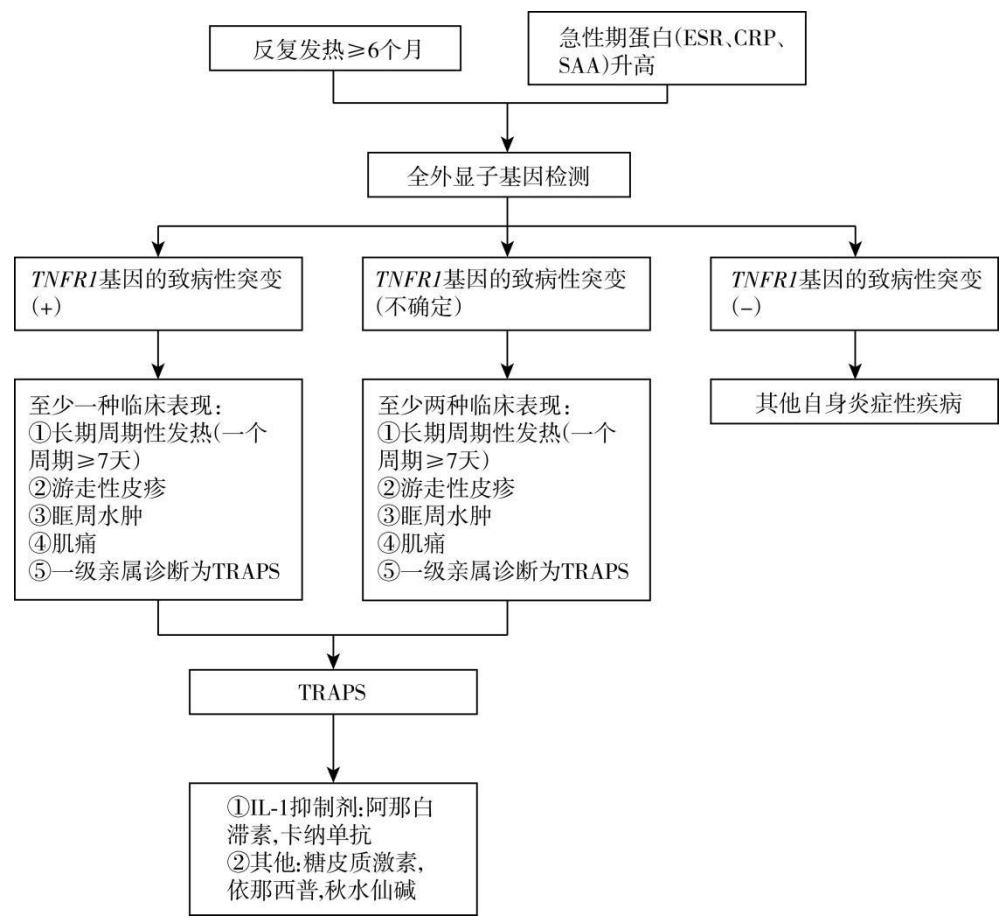 反复发热≥6个月
急性期蛋白(ESR、CRP、
SAA)升高
全外显子基因检测
TNFR1基因的致病性突变
(+)
TNFR1基因的致病性突变
(不确定)
TNFR1基因的致病性突变
(–)
至少一种临床表现:
①长期周期性发热(一个
周期≥7天)
②游走性皮疹
③眶周水肿
④肌痛
⑤一级亲属诊断为TRAPS
至少两种临床表现:
①长期周期性发热(一个
周期≥7天)
②游走性皮疹
③眶周水肿
④肌痛
⑤一级亲属诊断为TRAPS
其他自身炎症性疾病
TRAPS
①IL-1抑制剂:阿那白
滞素,卡纳单抗
②其他:糖皮质激素,
依那西普,秋水仙碱